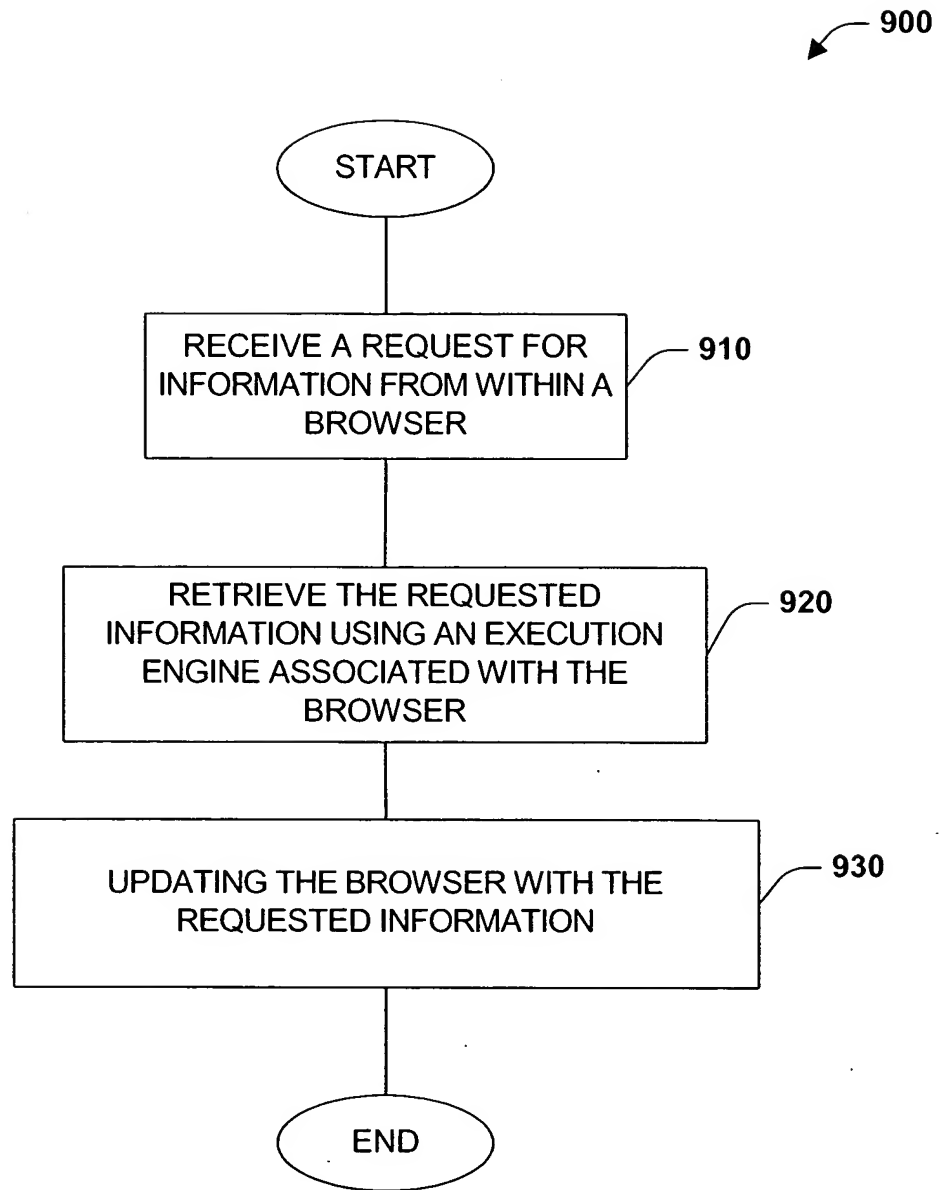 900
START
RECEIVE A REQUEST FOR
INFORMATION FROM WITHIN A
BROWSER
910
RETRIEVE THE REQUESTED
INFORMATION USING AN EXECUTION
ENGINE ASSOCIATED WITH THE
BROWSER
920
UPDATING THE BROWSER WITH THE
REQUESTED INFORMATION
930
END